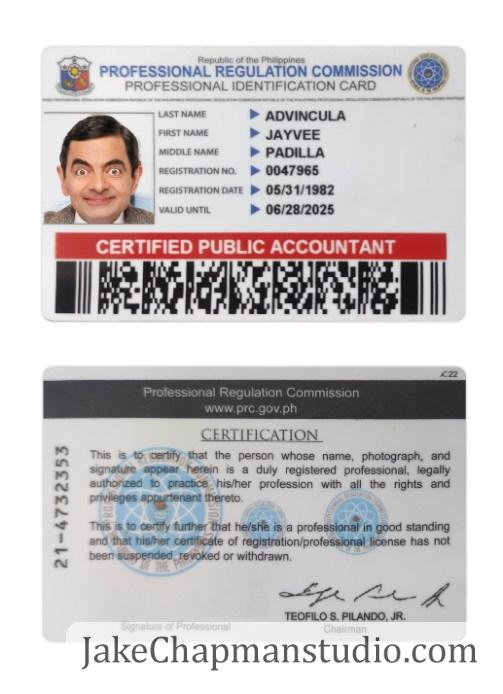 Republic of the Philippines
PROFESSIONAL REGULATION COMMISSION
PROFESSIONAL IDENTIFICATION CARD
LAST NAME ▶ ADVINCULA
FIRST NAME ▶ JAYVEE
MIDDLE NAME ▶ PADILLA
REGISTRATION NO. ▶ 0047965
REGISTRATION DATE ▶ 05/31/1982
VALID UNTIL ▶ 06/28/2025
CERTIFIED PUBLIC ACCOUNTANT
Professional Regulation Commission
www.prc.gov.ph
CERTIFICATION
This is to certify that the person whose name, photograph, and
signature appear herein is a duly registered professional, legally
authorized to practice his/her profession with all the rights and
privileges appurtenant thereto.
This is to certify further that he/she is a professional in good standing
and that his/her certificate of registration/professional license has not
been suspended, revoked or withdrawn.
21-4732353
TEOFILO S. PILANDO, JR.
Signature of Professional
Chairman
JakeChapmanstudio.com